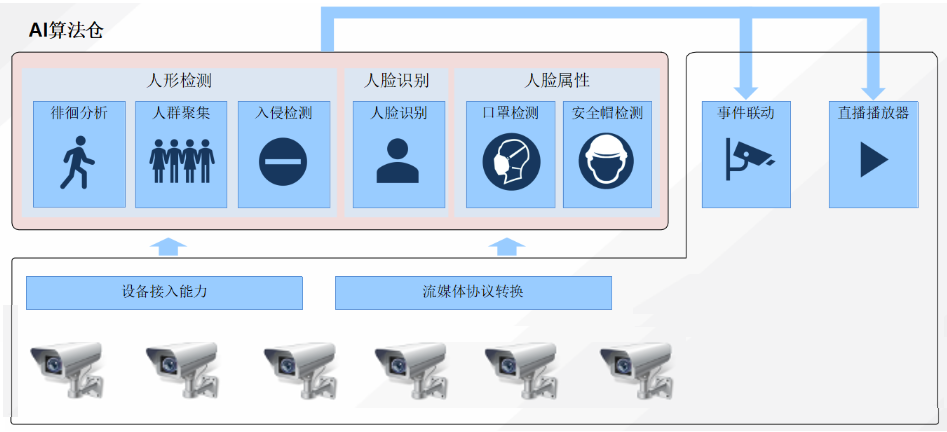 AI算法仓
人形检测
人脸识别
人脸属性
徘徊分析
人群聚集
入侵检测
人脸识别
口罩检测
安全帽检测
事件联动
直播播放器
设备接入能力
流媒体协议转换